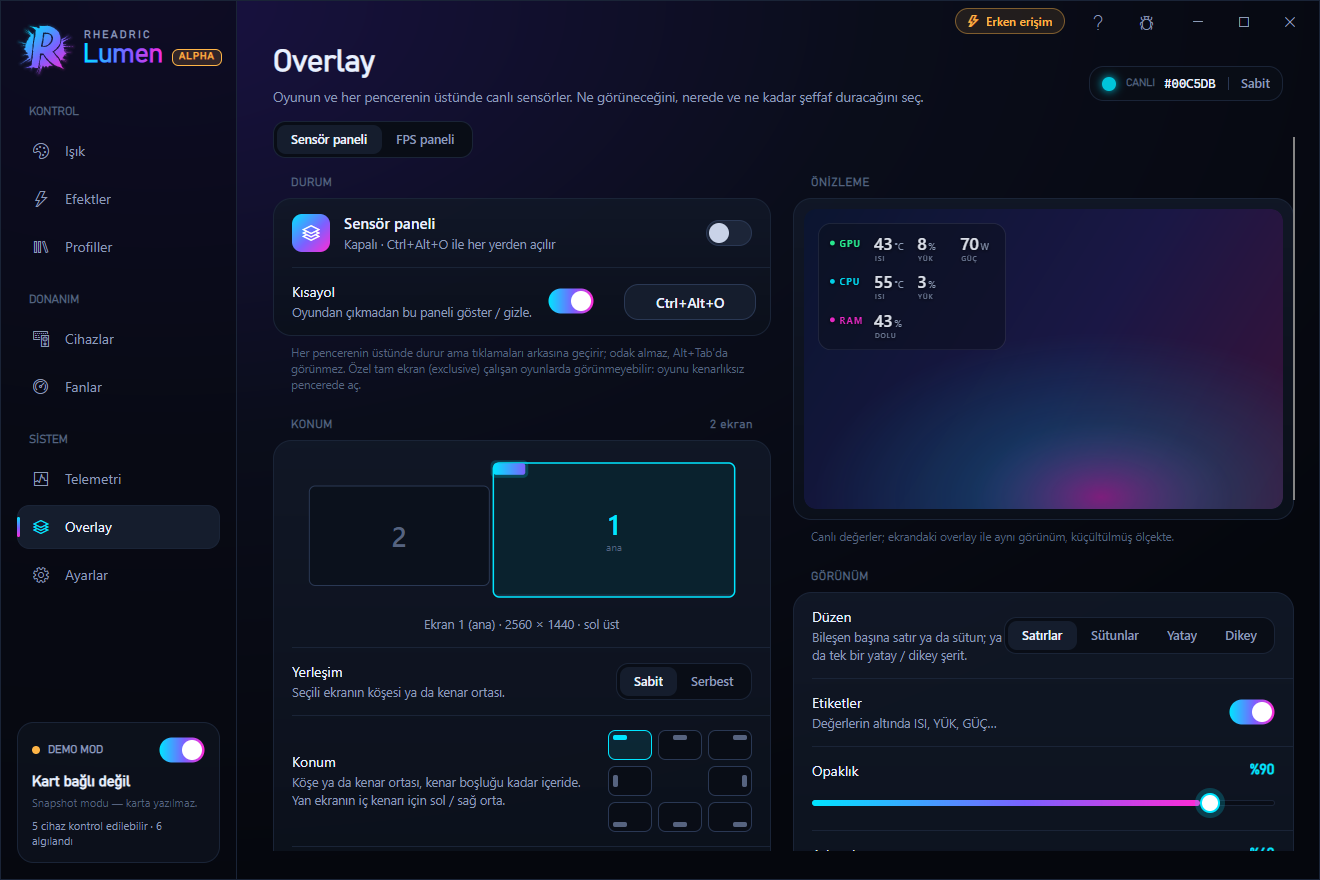 RHEADRIC
Lumen ALPHA
KONTROL
Işık
Efektler
Profiller
DONANIM
Cihazlar
Fanlar
SİSTEM
Telemetri
Overlay
Ayarlar
DEMO MOD
Kart bağlı değil
Snapshot modu — karta yazılmaz.
5 cihaz kontrol edilebilir · 6
algılandı
Erken erişim
Overlay
Oyunun ve her pencerenin üstünde canlı sensörler. Ne görüneceğini, nerede ve ne kadar şeffaf duracağını seç.
CANLI #00C5DB Sabit
Sensör paneli FPS paneli
DURUM
Sensör paneli
Kapalı · Ctrl+Alt+O ile her yerden açılır
Kısayol
Oyundan çıkmadan bu paneli göster / gizle.
Ctrl+Alt+O
Her pencerenin üstünde durur ama tıklamaları arkasına geçirir; odak almaz, Alt+Tab'da
görünmez. Özel tam ekran (exclusive) çalışan oyunlarda görünmeyebilir: oyunu kenarlıksız
pencerede aç.
KONUM 2 ekran
2
1
ana
Ekran 1 (ana) · 2560 × 1440 · sol üst
Yerleşim
Seçili ekranın köşesi ya da kenar ortası.
Sabit Serbest
Konum
Köşe ya da kenar ortası, kenar boşluğu kadar içeride.
Yan ekranın iç kenarı için sol / sağ orta.
ÖNİZLEME
GPU 43°C 8% 70W
ISI YÜK GÜÇ
CPU 55°C 3%
ISI YÜK
RAM 43%
DOLU
Canlı değerler; ekrandaki overlay ile aynı görünüm, küçültülmüş ölçekte.
GÖRÜNÜM
Düzen
Bileşen başına satır ya da sütun; ya
da tek bir yatay / dikey şerit.
Satırlar Sütunlar Yatay Dikey
Etiketler
Değerlerin altında ISI, YÜK, GÜÇ...
Opaklık %90